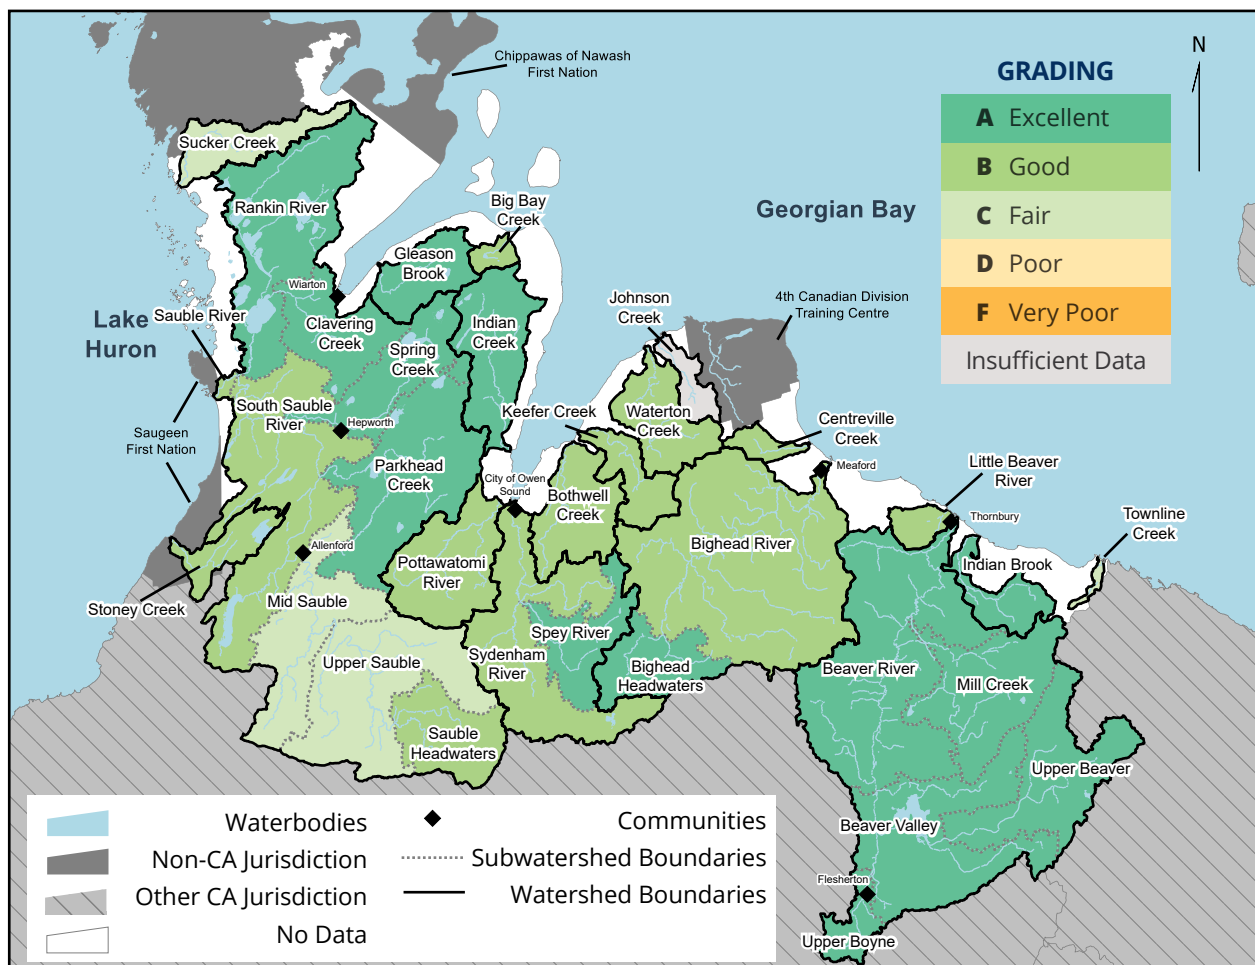 Chippawas of Nawash
First Nation
N
GRADING
A Excellent
B Good
C Fair
D Poor
F Very Poor
Insufficient Data
Sucker Creek
Rankin River
Big Bay
Creek
Georgian Bay
Gleason
Brook
Wiarton
Johnson
Creek
4th Canadian Division
Training Centre
Lake
Huron
Sauble River
Clavering
Creek
Indian
Creek
Spring
Creek
South Sauble
River
Hepworth
Keefer Creek
Waterton
Creek
Centreville
Creek
Saugeen
First Nation
Parkhead
Creek
City of Owen
Sound
Bothwell
Creek
Meaford
Little Beaver
River
Thornbury
Townline
Creek
Bighead River
Allenford
Pottawatomi
River
Indian Brook
Stoney Creek
Mid Sauble
Spey River
Upper Sauble
Sydenham
River
Bighead
Headwaters
Beaver River
Mill Creek
Sauble
Headwaters
Upper Beaver
Beaver Valley
Flesherton
Upper Boyne
Waterbodies
Non-CA Jurisdiction
Other CA Jurisdiction
No Data
Communities
Subwatershed Boundaries
Watershed Boundaries